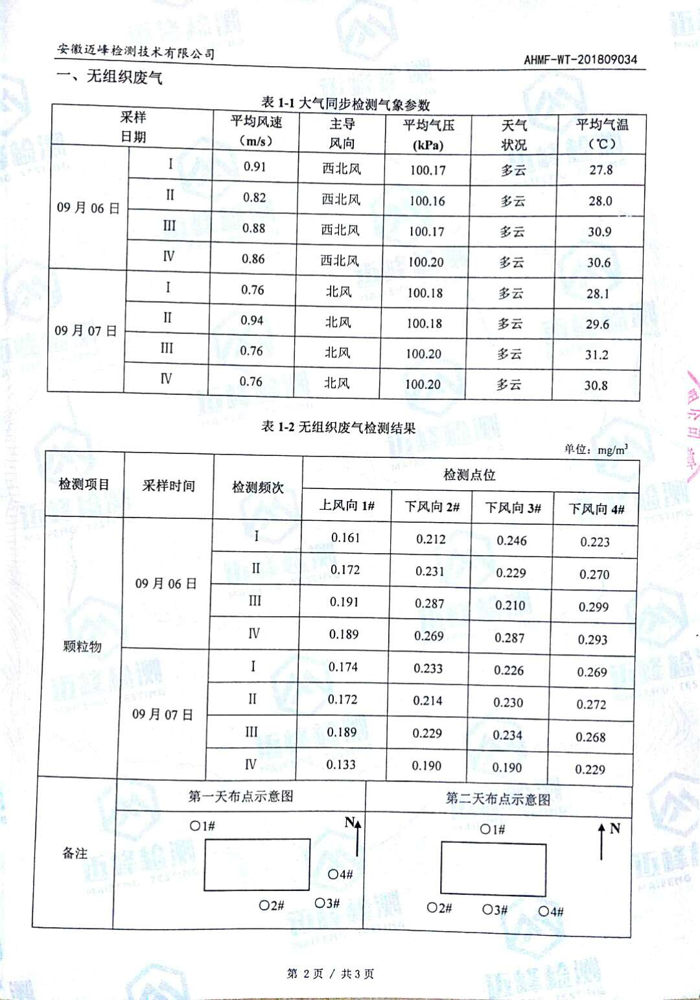 安徽迈峰检测技术有限公司 AHMF-WT-201809034
一、无组织废气
表 1-1 大气同步检测气象参数
采样日期 平均风速（m/s） 主导风向 平均气压(kPa) 天气状况 平均气温（℃）
09 月 06 日 Ⅰ 0.91 西北风 100.17 多云 27.8
Ⅱ 0.82 西北风 100.16 多云 28.0
Ⅲ 0.88 西北风 100.17 多云 30.9
Ⅳ 0.86 西北风 100.20 多云 30.6
09 月 07 日 Ⅰ 0.76 北风 100.18 多云 28.1
Ⅱ 0.94 北风 100.18 多云 29.6
Ⅲ 0.76 北风 100.20 多云 31.2
Ⅳ 0.76 北风 100.20 多云 30.8
表 1-2 无组织废气检测结果
单位：mg/m³
检测项目 采样时间 检测频次 检测点位
上风向 1# 下风向 2# 下风向 3# 下风向 4#
颗粒物 09 月 06 日 Ⅰ 0.161 0.212 0.246 0.223
Ⅱ 0.172 0.231 0.229 0.270
Ⅲ 0.191 0.287 0.210 0.299
Ⅳ 0.189 0.269 0.287 0.293
09 月 07 日 Ⅰ 0.174 0.233 0.226 0.269
Ⅱ 0.172 0.214 0.230 0.272
Ⅲ 0.189 0.229 0.234 0.268
Ⅳ 0.133 0.190 0.190 0.229
备注 第一天布点示意图 第二天布点示意图
○1# N ○1# N
○4#
○2# ○3# ○2# ○3# ○4#
第 2 页 / 共 3 页